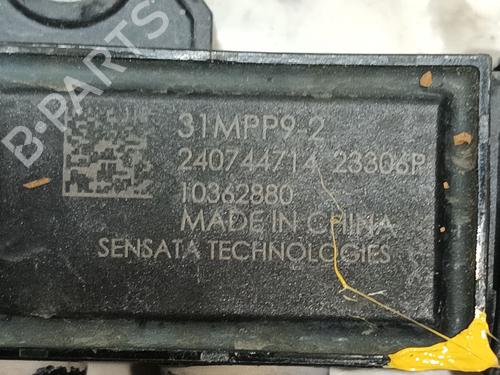 B-PARTS
31MPP9-2
240744714 23306P
10362880
MADE IN CHINA
SENSATA TECHNOLOGIES